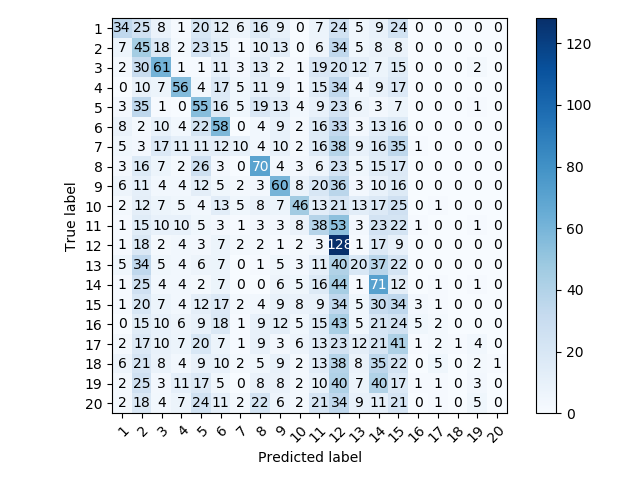 1 34 25 8 1 20 12 6 16 9 0 7 24 5 9 24 0 0 0 0 0
2 7 45 18 2 23 15 1 10 13 0 6 34 5 8 8 0 0 0 0 0
3 2 30 61 1 1 11 3 13 2 1 19 20 12 7 15 0 0 0 2 0
4 0 10 7 56 4 17 5 11 9 1 15 34 4 9 17 0 0 0 0 0
5 3 35 1 0 55 16 5 19 13 4 9 23 6 3 7 0 0 0 1 0
6 8 2 10 4 22 58 0 4 9 2 16 33 3 13 16 0 0 0 0 0
7 5 3 17 11 11 12 10 4 10 2 16 38 9 16 35 1 0 0 0 0
8 3 16 7 2 26 3 0 70 4 3 6 23 5 15 17 0 0 0 0 0
9 6 11 4 4 12 5 2 3 60 8 20 36 3 10 16 0 0 0 0 0
10 2 12 7 5 4 13 5 8 7 46 13 21 13 17 25 0 1 0 0 0
11 1 15 10 10 5 3 1 3 3 8 38 53 3 23 22 1 0 0 1 0
12 1 18 2 4 3 7 2 2 1 2 3 128 1 17 9 0 0 0 0 0
13 5 34 5 4 6 7 0 1 5 3 11 40 20 37 22 0 0 0 0 0
14 1 25 4 4 2 7 0 0 6 5 16 44 1 71 12 0 1 0 1 0
15 1 20 7 4 12 17 2 4 9 8 9 34 5 30 34 3 1 0 0 0
16 0 15 10 6 9 18 1 9 12 5 15 43 5 21 24 5 2 0 0 0
17 2 17 10 7 20 7 1 9 3 6 13 23 12 21 41 1 2 1 4 0
18 6 21 8 4 9 10 2 5 9 2 13 38 8 35 22 0 5 0 2 1
19 2 25 3 11 17 5 0 8 8 2 10 40 7 40 17 1 1 0 3 0
20 2 18 4 7 24 11 2 22 6 2 21 34 9 11 21 0 1 0 5 0
1 2 3 4 5 6 7 8 9 10 11 12 13 14 15 16 17 18 19 20
Predicted label
True label
120
100
80
60
40
20
0